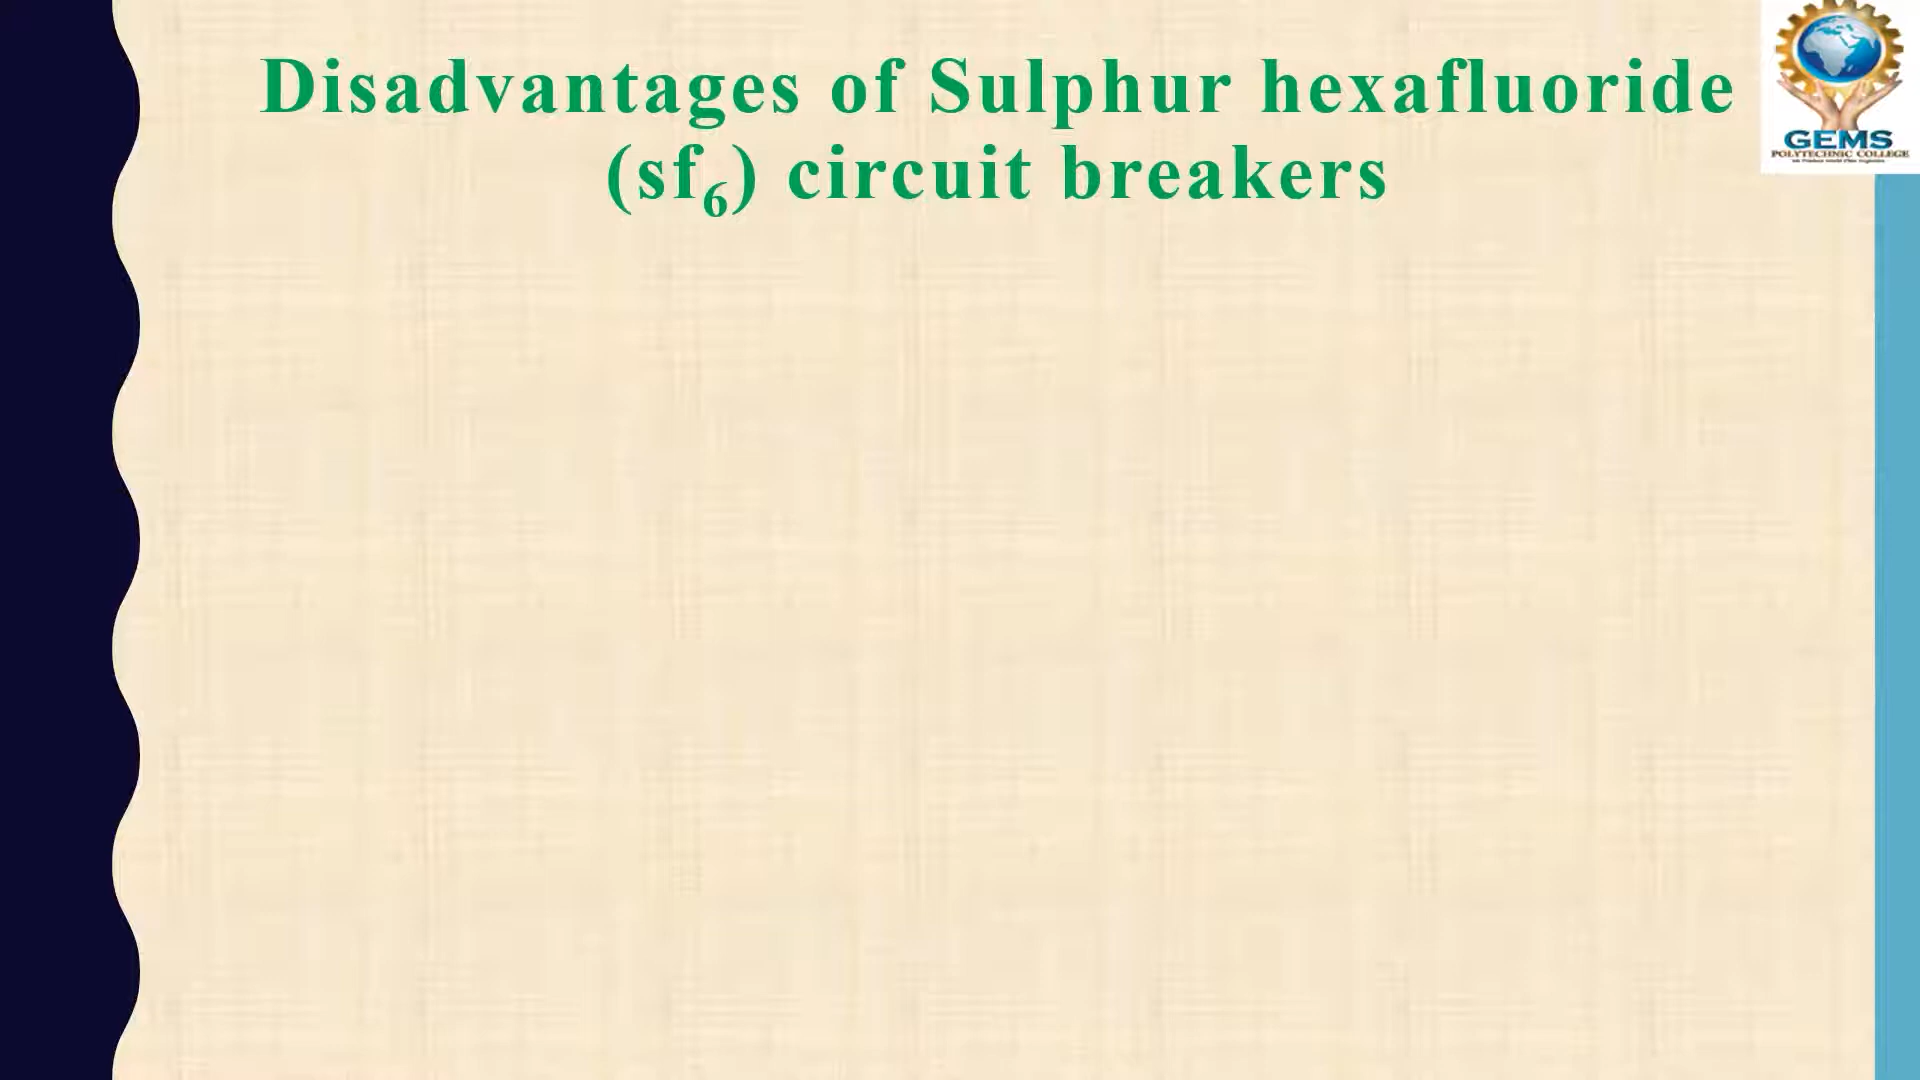 Disadvantages of Sulphur hexafluoride
(sf₆) circuit breakers
GEMS
POLYTECHNIC COLLEGE